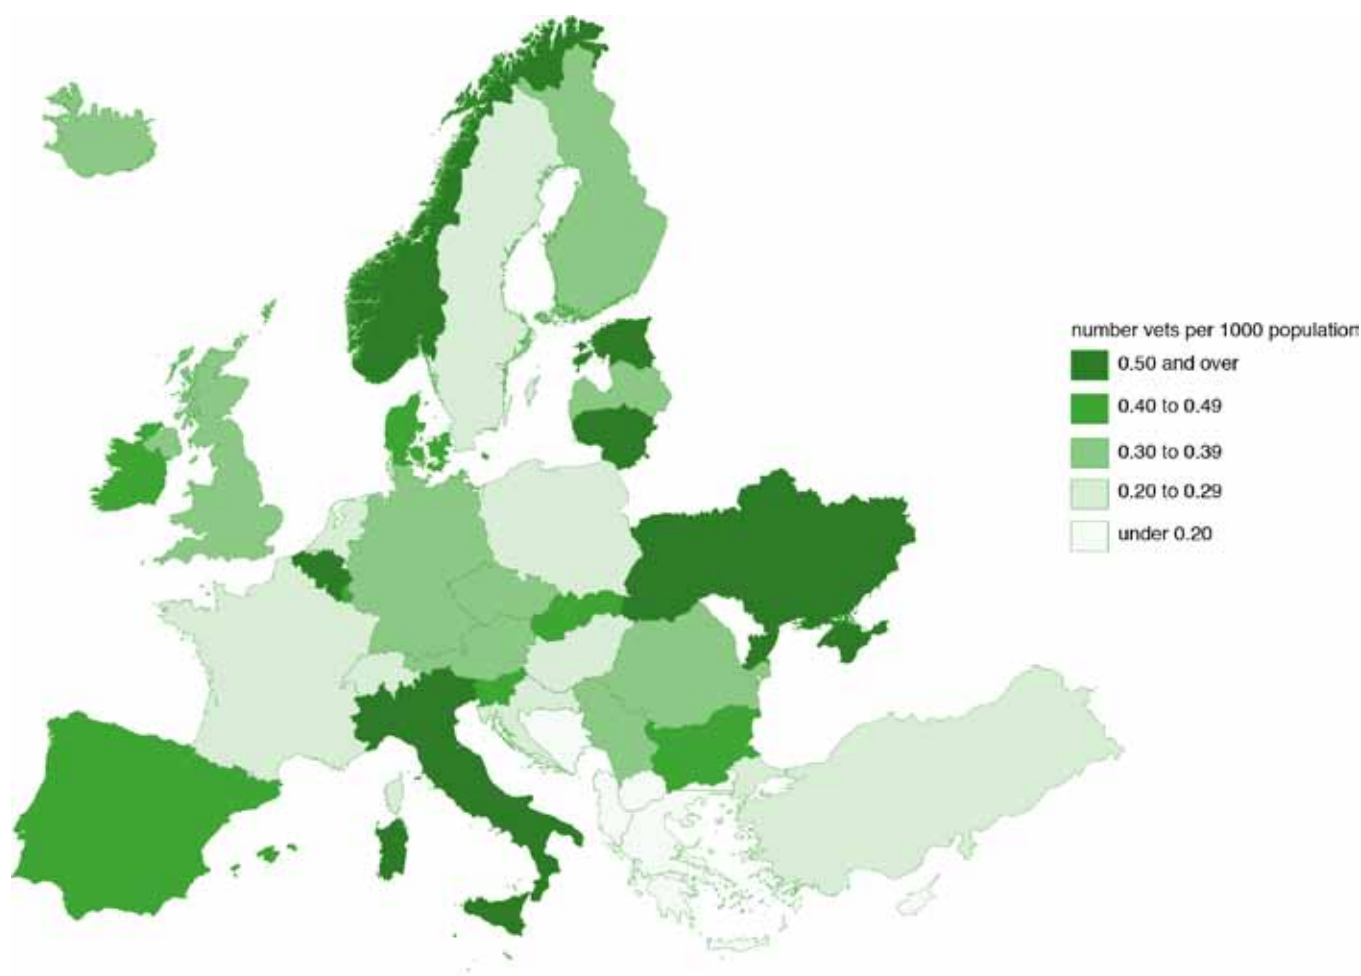 number vets per 1000 population
0.50 and over
0.40 to 0.49
0.30 to 0.39
0.20 to 0.29
under 0.20